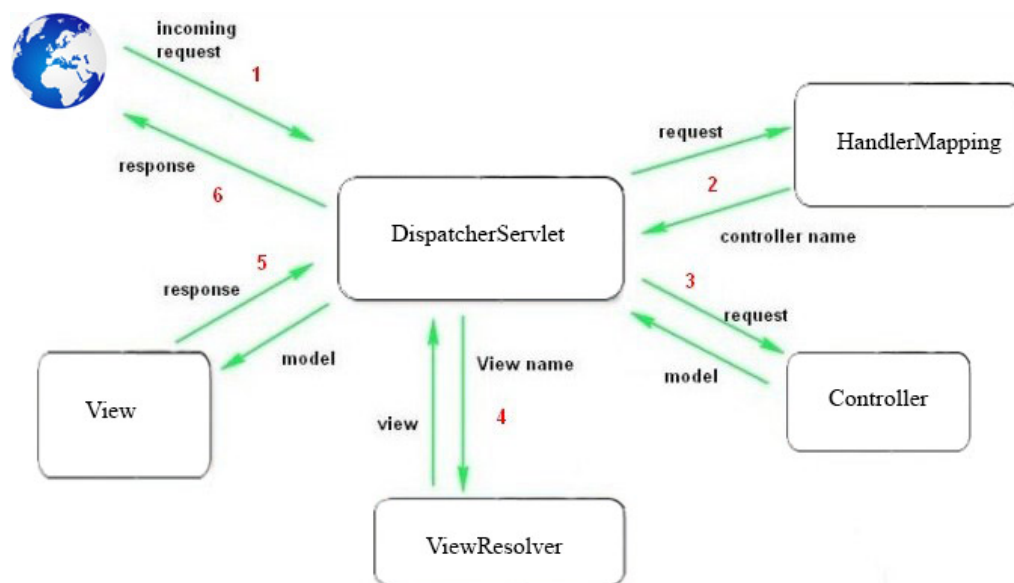 incoming
request
1
request
HandlerMapping
response
6
2
DispatcherServlet
controller name
5
response
3
request
model
View name
model
View
Controller
view
4
ViewResolver